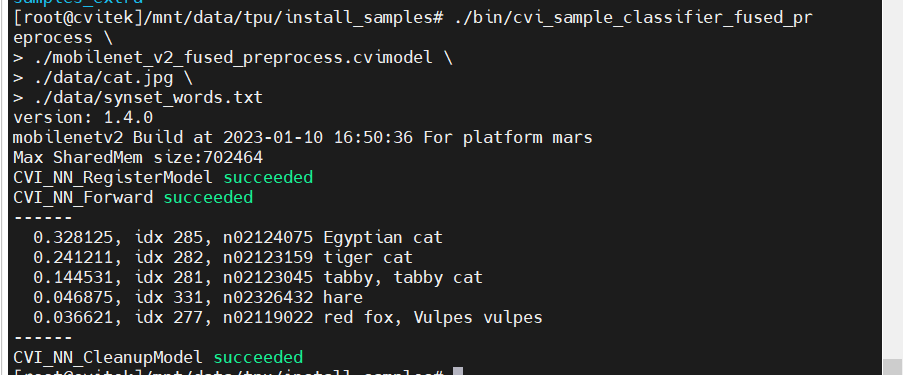 samples_extra
[root@cvitek]/mnt/data/tpu/install_samples# ./bin/cvi_sample_classifier_fused_pr
eprocess \
> ./mobilenet_v2_fused_preprocess.cvimodel \
> ./data/cat.jpg \
> ./data/synset_words.txt
version: 1.4.0
mobilenetv2 Build at 2023-01-10 16:50:36 For platform mars
Max SharedMem size:702464
CVI_NN_RegisterModel succeeded
CVI_NN_Forward succeeded
------
  0.328125, idx 285, n02124075 Egyptian cat
  0.241211, idx 282, n02123159 tiger cat
  0.144531, idx 281, n02123045 tabby, tabby cat
  0.046875, idx 331, n02326432 hare
  0.036621, idx 277, n02119022 red fox, Vulpes vulpes
------
CVI_NN_CleanupModel succeeded
[root@cvitek]/mnt/data/tpu/install_samples#